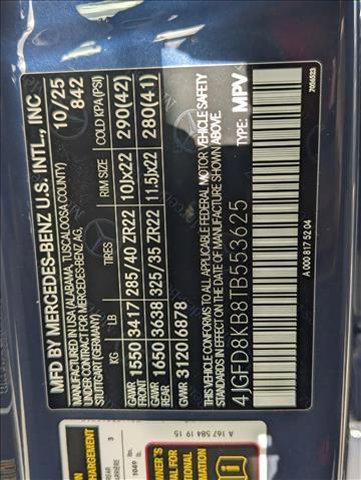 MFD BY MERCEDES-BENZ U.S. INTL., INC
10/25
MANUFACTURED IN USA/ALABAMA, TUSCALOOSA COUNTY/
842
UNDER CONTRACT FOR MERCEDES-BENZ AG,
STUTTGART (GERMANY)
KG LB TIRES RIM SIZE COLD KPA (PSI)
GAWR 1550 3417 285 40 ZR22 10Jx22 290(42)
GAWR 1650 3638 325 35 ZR22 11.5Jx22 280(41)
GVWR 3120 6878
THIS VEHICLE CONFORMS TO ALL APPLICABLE FEDERAL MOTOR VEHICLE SAFETY
STANDARDS IN EFFECT ON THE DATE OF MANUFACTURE SHOWN ABOVE.
4JGFD8KB8TB553625 TYPE: MPV
A 000 817 52 04
7056523
A 167 584 19 15